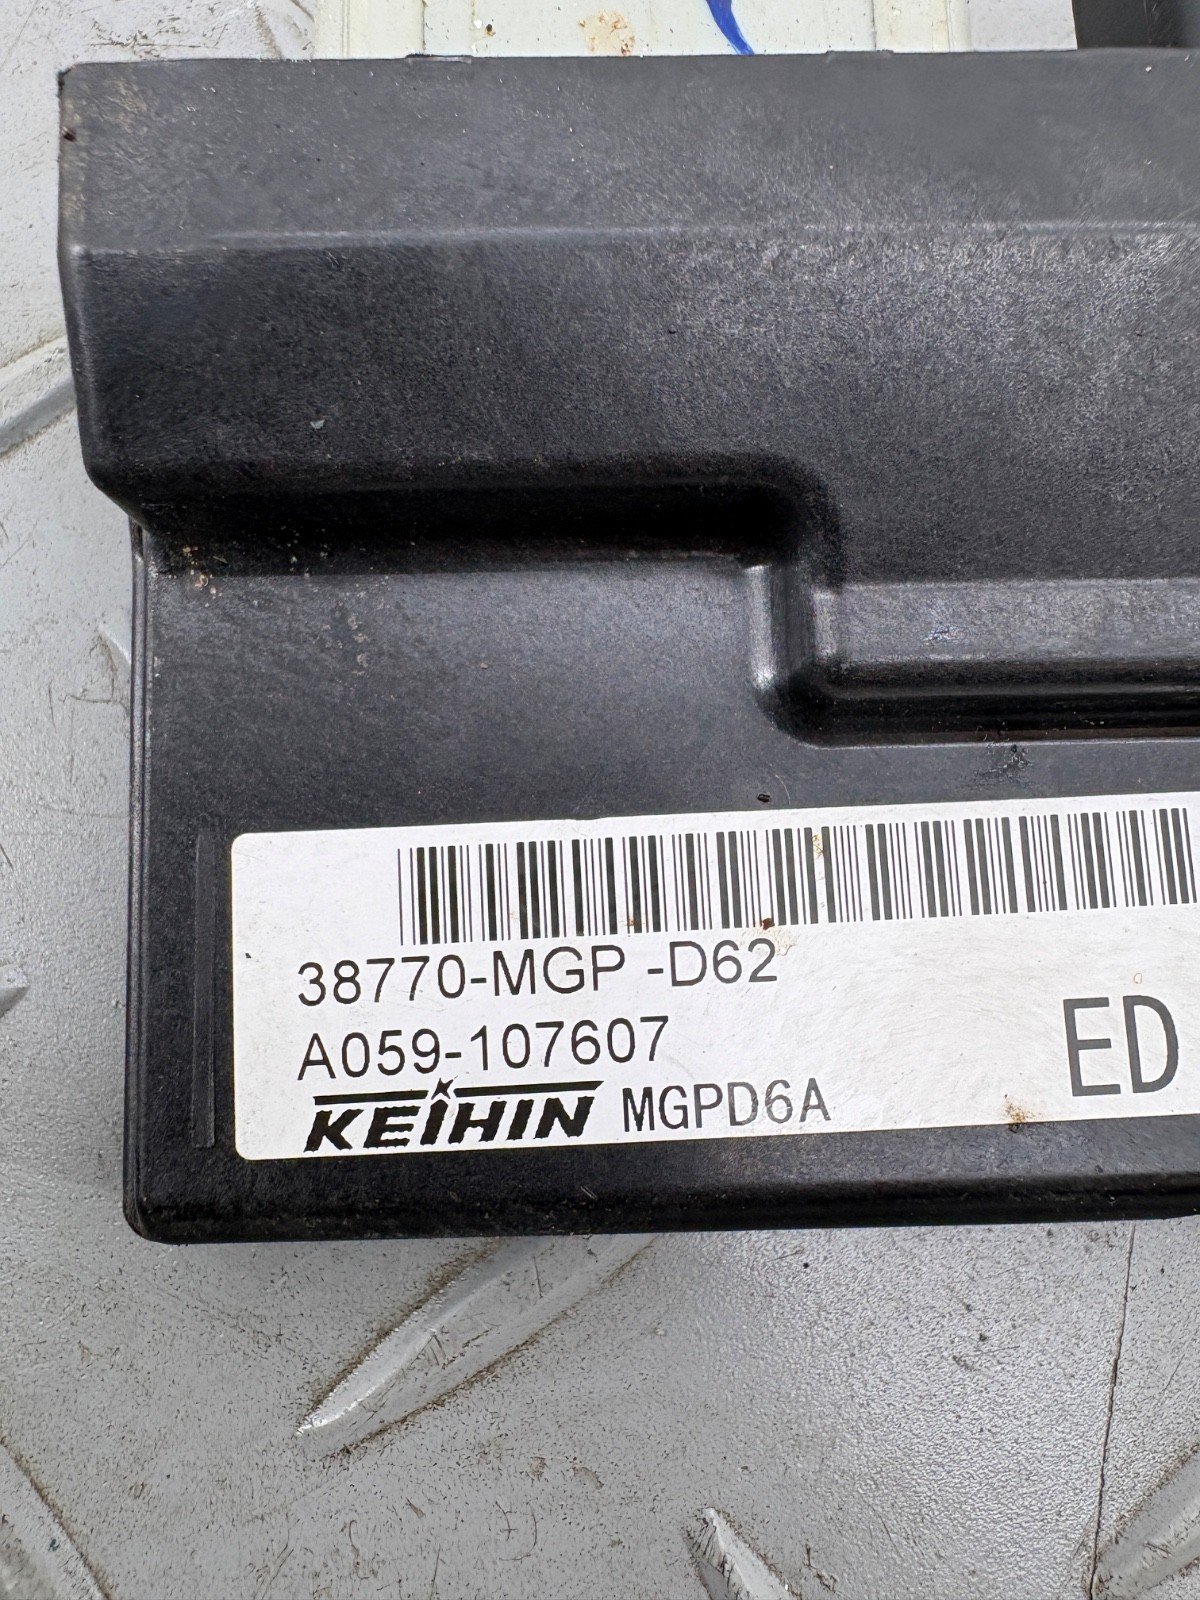 38770-MGP -D62
A059-107607
ED
KEIHIN MGPD6A